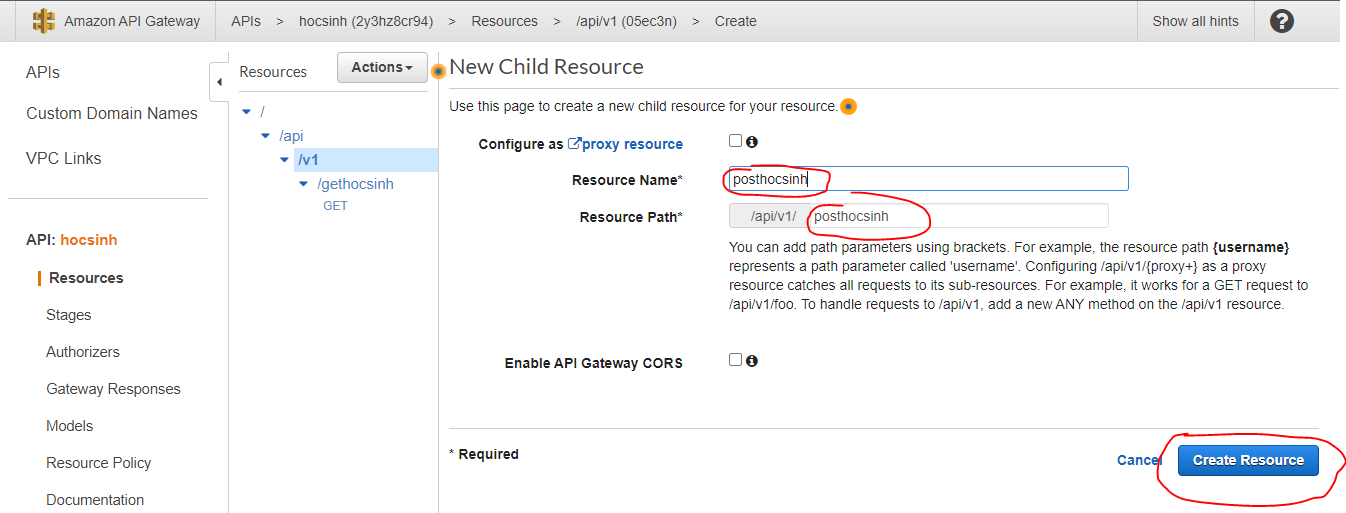 Amazon API Gateway APIs > hocsinh (2y3hz8cr94) > Resources > /api/v1 (05ec3n) > Create Show all hints ?
APIs
Custom Domain Names
VPC Links
API: hocsinh
Resources
Stages
Authorizers
Gateway Responses
Models
Resource Policy
Documentation
Resources Actions
/
/api
/v1
/gethocsinh
GET
New Child Resource
Use this page to create a new child resource for your resource.
Configure as proxy resource
Resource Name* posthocsinh
Resource Path* /api/v1/ posthocsinh
You can add path parameters using brackets. For example, the resource path {username}
represents a path parameter called 'username'. Configuring /api/v1/{proxy+} as a proxy
resource catches all requests to its sub-resources. For example, it works for a GET request to
/api/v1/foo. To handle requests to /api/v1, add a new ANY method on the /api/v1 resource.
Enable API Gateway CORS
* Required
Cancel Create Resource